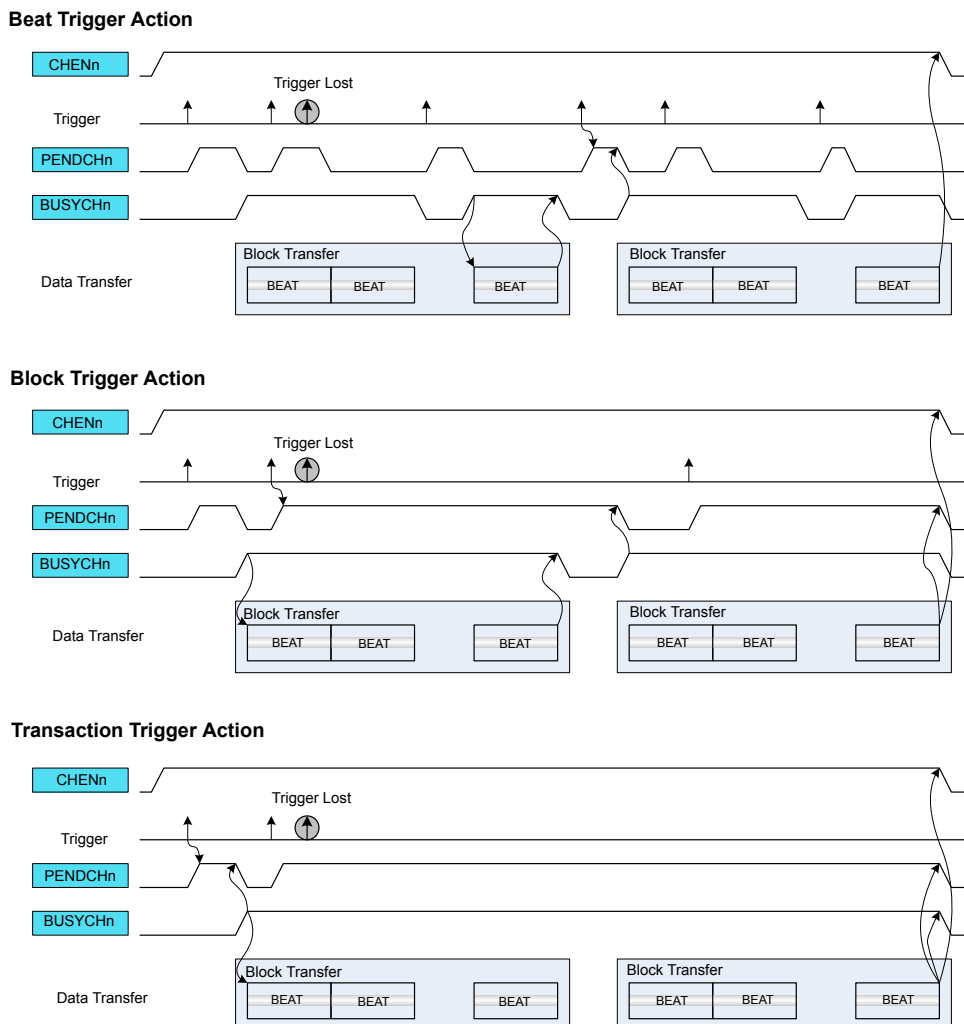 Beat Trigger Action
CHENn
Trigger Lost
Trigger
PENDCHn
BUSYCHn
Block Transfer
Block Transfer
Data Transfer
BEAT
BEAT
BEAT
BEAT
BEAT
BEAT
Block Trigger Action
CHENn
Trigger Lost
Trigger
PENDCHn
BUSYCHn
Block Transfer
Block Transfer
Data Transfer
BEAT
BEAT
BEAT
BEAT
BEAT
BEAT
Transaction Trigger Action
CHENn
Trigger Lost
Trigger
PENDCHn
BUSYCHn
Block Transfer
Block Transfer
Data Transfer
BEAT
BEAT
BEAT
BEAT
BEAT
BEAT